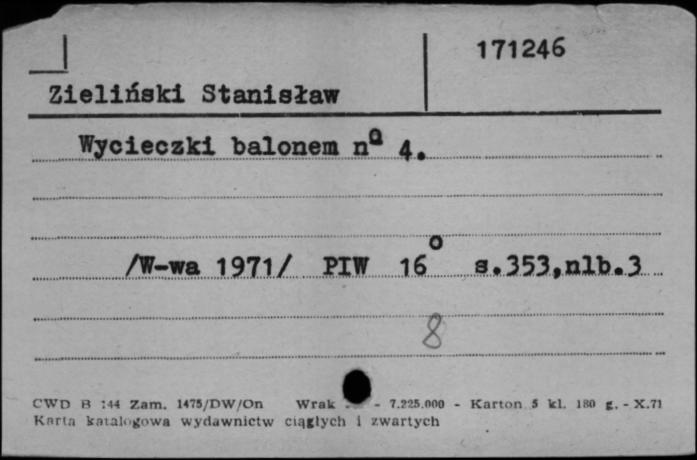 171246
Zieliński Stanisław
Wycieczki balonem nº 4.
/W-wa 1971/ PIW 16° s.353,nlb.3
8
CWD B 144 Zam. 1475/DW/On Wrak - 7.225.000 - Karton 5 kl. 180 g. - X.71
Karta katalogowa wydawnictw ciągłych i zwartych